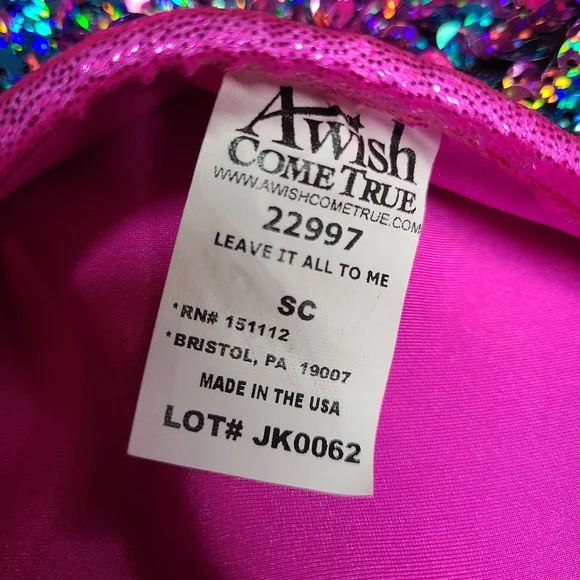 A wish
COME TRUE
WWW.AWISHCOMETRUE.COM
22997
LEAVE IT ALL TO ME
SC
*RN# 151112
*BRISTOL, PA 19007
MADE IN THE USA
LOT# JK0062